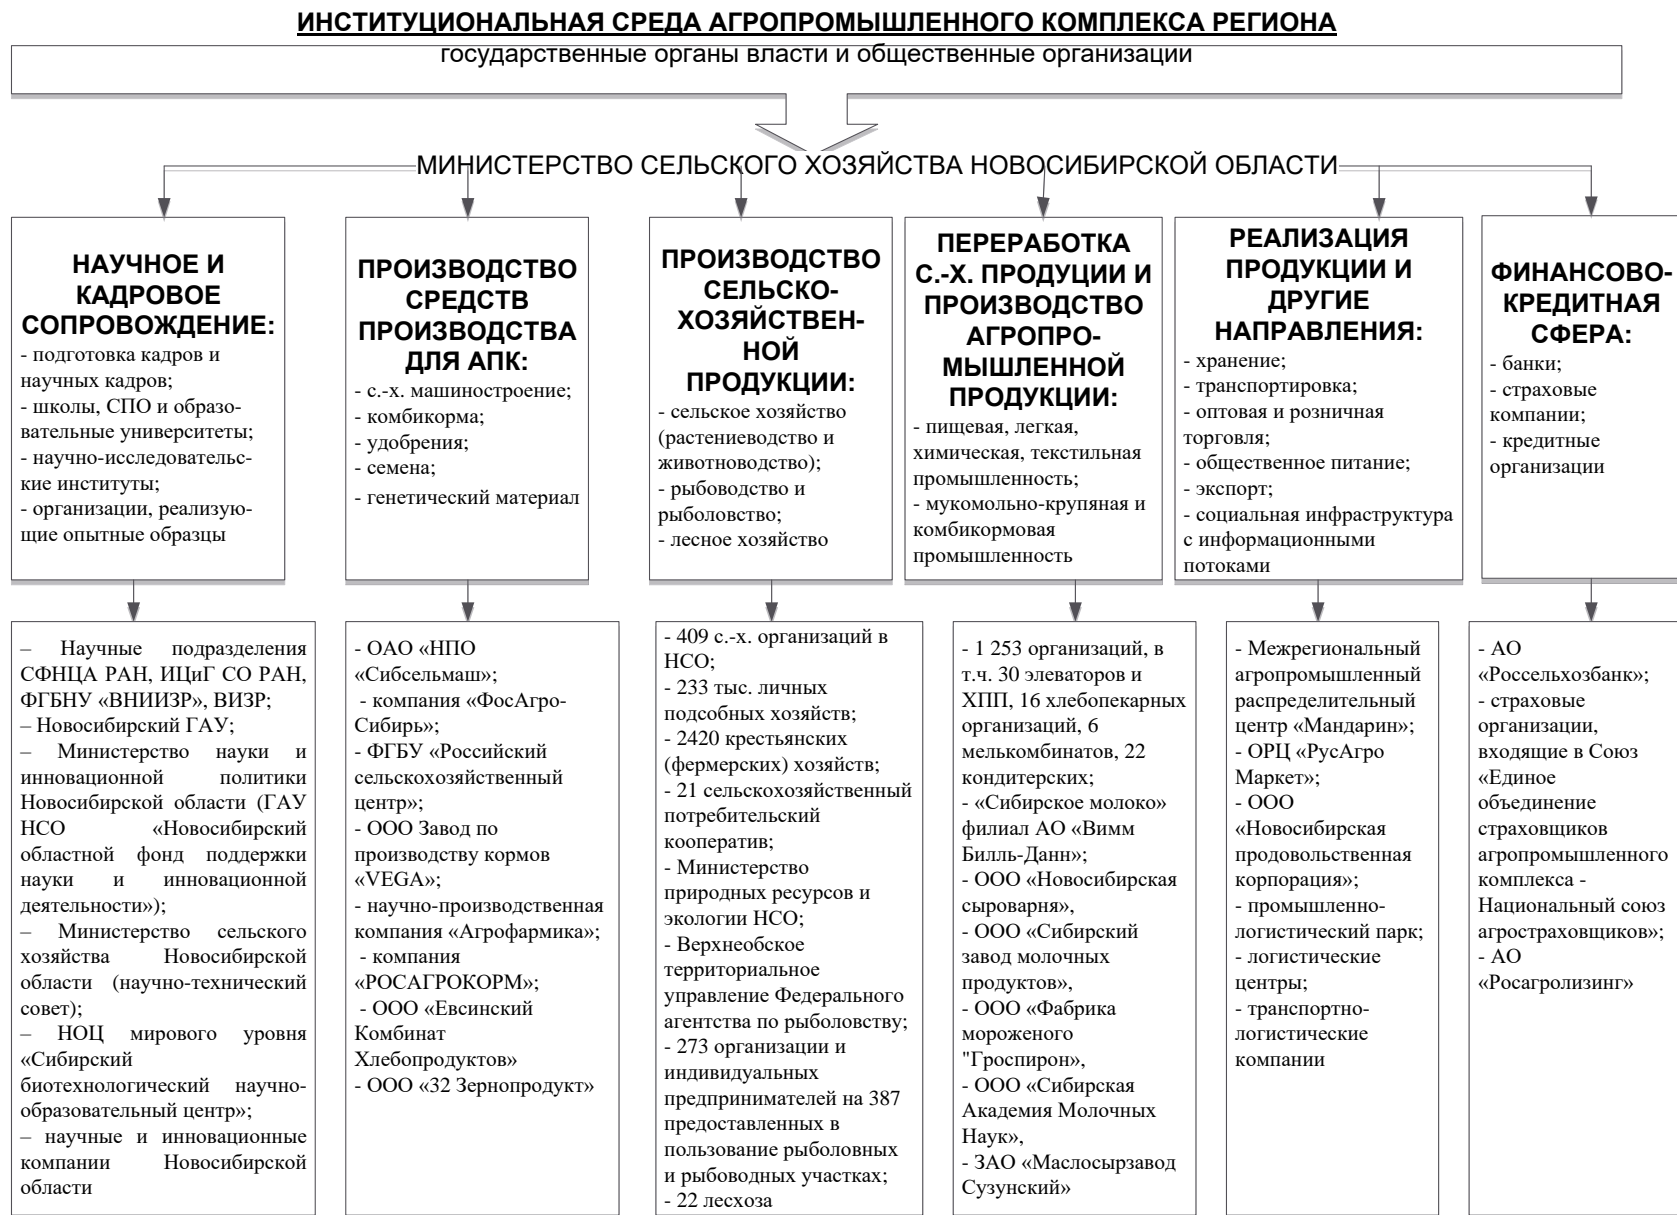 ИНСТИТУЦИОНАЛЬНАЯ СРЕДА АГРОПРОМЫШЛЕННОГО КОМПЛЕКСА РЕГИОНА
государственные органы власти и общественные организации
МИНИСТЕРСТВО СЕЛЬСКОГО ХОЗЯЙСТВА НОВОСИБИРСКОЙ ОБЛАСТИ
НАУЧНОЕ И
КАДРОВОЕ
СОПРОВОЖДЕНИЕ:
- подготовка кадров и
научных кадров;
- школы, СПО и образо-
вательные университеты;
- научно-исследовательс-
кие институты;
- организации, реализую-
щие опытные образцы
ПРОИЗВОДСТВО
СРЕДСТВ
ПРОИЗВОДСТВА
ДЛЯ АПК:
- с.-х. машиностроение;
- комбикорма;
- удобрения;
- семена;
- генетический материал
ПРОИЗВОДСТВО
СЕЛЬСКО-
ХОЗЯЙСТВЕН-
НОЙ
ПРОДУКЦИИ:
- сельское хозяйство
(растениеводство и
животноводство);
- рыбоводство и
рыболовство;
- лесное хозяйство
ПЕРЕРАБОТКА
С.-Х. ПРОДУЦИИ И
ПРОИЗВОДСТВО
АГРОПРО-
МЫШЛЕННОЙ
ПРОДУКЦИИ:
- пищевая, легкая,
химическая, текстильная
промышленность;
- мукомольно-крупяная и
комбикормовая
промышленность
РЕАЛИЗАЦИЯ
ПРОДУКЦИИ И
ДРУГИЕ
НАПРАВЛЕНИЯ:
- хранение;
- транспортировка;
- оптовая и розничная
торговля;
- общественное питание;
- экспорт;
- социальная инфраструктура
с информационными
потоками
ФИНАНСОВО-
КРЕДИТНАЯ
СФЕРА:
- банки;
- страховые
компании;
- кредитные
организации
– Научные подразделения
СФНЦА РАН, ИЦиГ СО РАН,
ФГБНУ «ВНИИЗР», ВИЗР;
– Новосибирский ГАУ;
– Министерство науки и
инновационной политики
Новосибирской области (ГАУ
НСО «Новосибирский
областной фонд поддержки
науки и инновационной
деятельности»);
– Министерство сельского
хозяйства Новосибирской
области (научно-технический
совет);
– НОЦ мирового уровня
«Сибирский
биотехнологический научно-
образовательный центр»;
– научные и инновационные
компании Новосибирской
области
- ОАО «НПО
«Сибсельмаш»;
- компания «ФосАгро-
Сибирь»;
- ФГБУ «Российский
сельскохозяйственный
центр»;
- ООО Завод по
производству кормов
«VEGA»;
- научно-производственная
компания «Агрофармика»;
- компания
«РОСАГРОКОРМ»;
- ООО «Евсинский
Комбинат
Хлебопродуктов»
- ООО «32 Зернопродукт»
- 409 с.-х. организаций в
НСО;
- 233 тыс. личных
подсобных хозяйств;
- 2420 крестьянских
(фермерских) хозяйств;
- 21 сельскохозяйственный
потребительский
кооператив;
- Министерство
природных ресурсов и
экологии НСО;
- Верхнеобское
территориальное
управление Федерального
агентства по рыболовству;
- 273 организации и
индивидуальных
предпринимателей на 387
предоставленных в
пользование рыболовных
и рыбоводных участках;
- 22 лесхоза
- 1 253 организаций, в
т.ч. 30 элеваторов и
ХПП, 16 хлебопекарных
организаций, 6
мелькомбинатов, 22
кондитерских;
- «Сибирское молоко»
филиал АО «Вимм
Билль-Данн»;
- ООО «Новосибирская
сыроварня»,
- ООО «Сибирский
завод молочных
продуктов»,
- ООО «Фабрика
мороженого
"Гроспирон»,
- ООО «Сибирская
Академия Молочных
Наук»,
- ЗАО «Маслосырзавод
Сузунский»
- Межрегиональный
агропромышленный
распределительный
центр «Мандарин»;
- ОРЦ «РусАгро
Маркет»;
- ООО
«Новосибирская
продовольственная
корпорация»;
- промышленно-
логистический парк;
- логистические
центры;
- транспортно-
логистические
компании
- АО
«Россельхозбанк»;
- страховые
организации,
входящие в Союз
«Единое
объединение
страховщиков
агропромышленного
комплекса -
Национальный союз
агростраховщиков»;
- АО
«Росагролизинг»